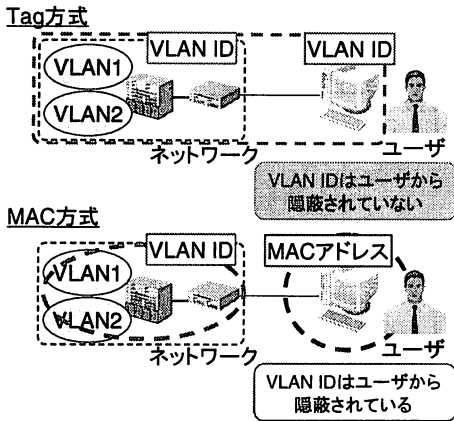 Tag方式
VLAN ID
VLAN ID
VLAN1
VLAN2
ネットワーク
ユーザ
VLAN IDはユーザから
隠蔽されていない
MAC方式
VLAN ID
MACアドレス
VLAN1
VLAN2
ネットワーク
ユーザ
VLAN IDはユーザから
隠蔽されている